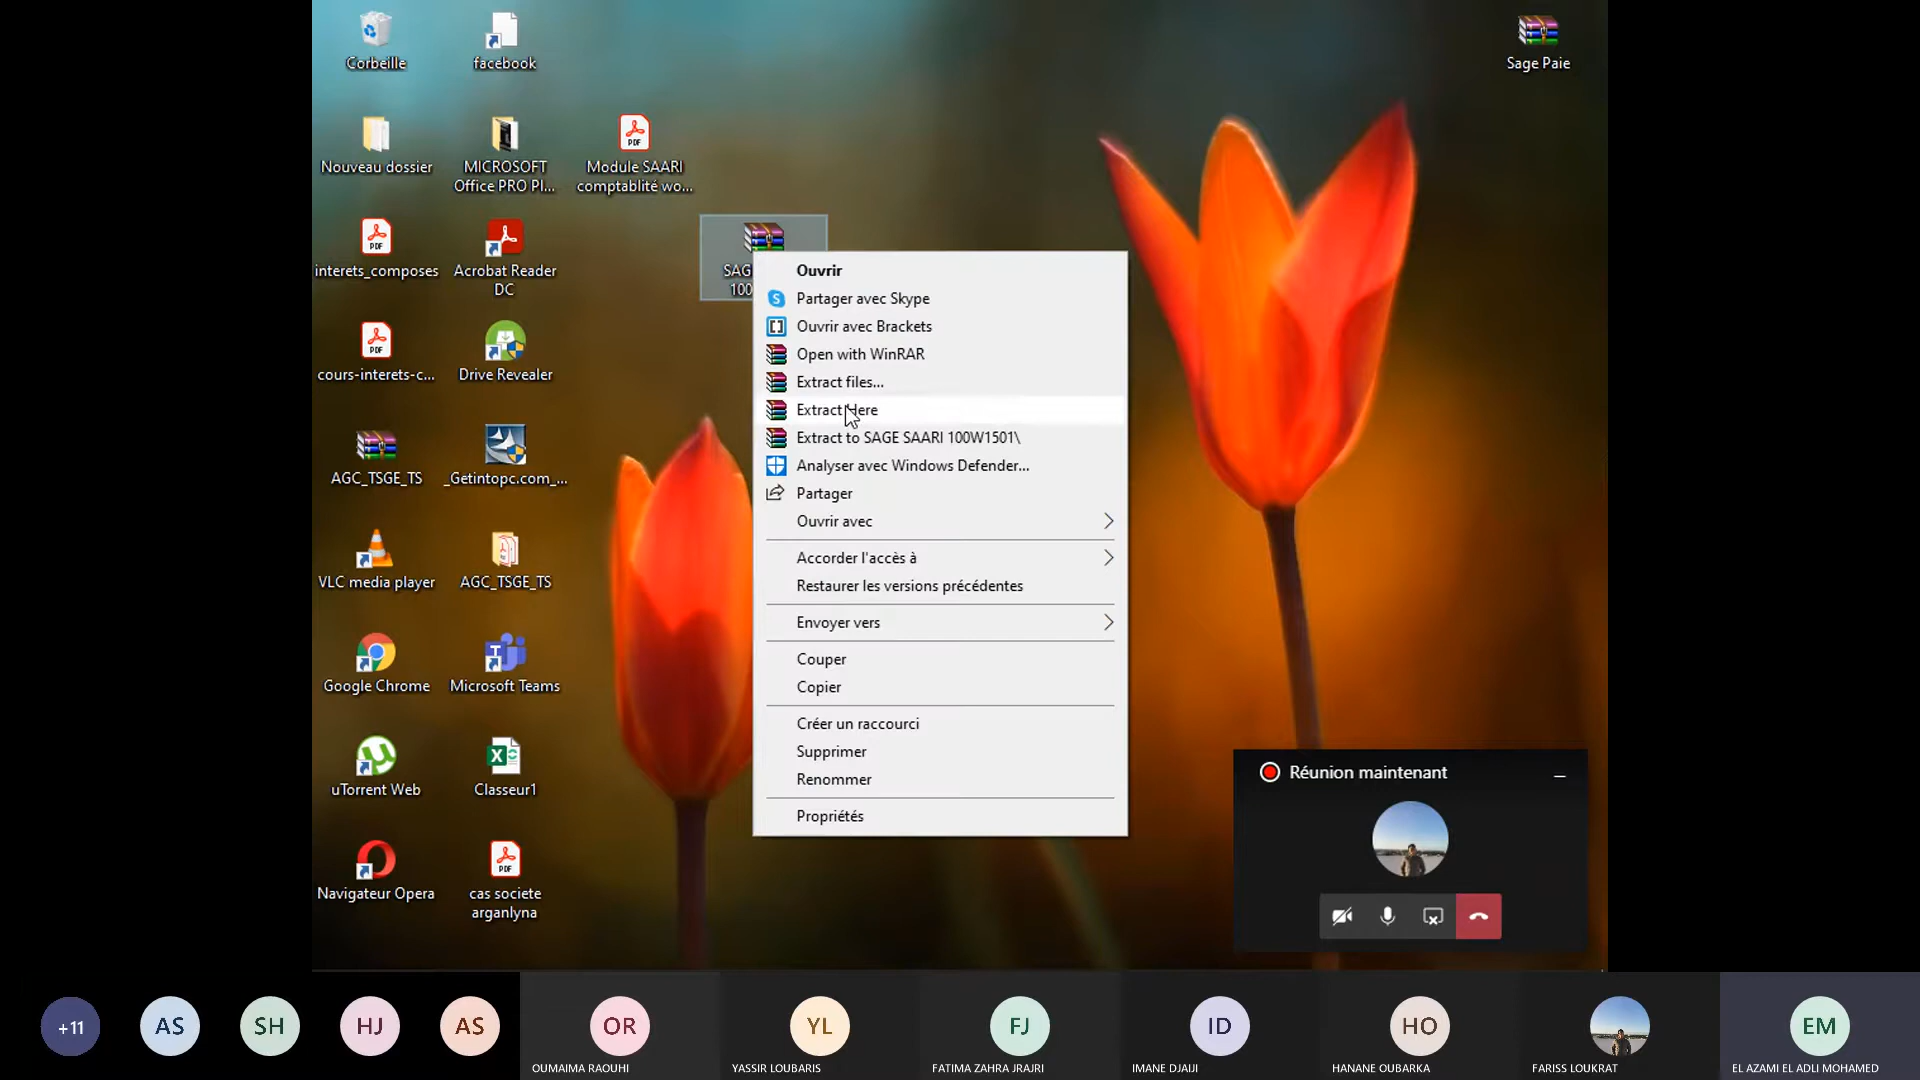 Corbeille
facebook
Sage Paie
Nouveau dossier
MICROSOFT
Office PRO Pl...
Module SAARI
comptablité wo...
PDF
interets_composes
Acrobat Reader
DC
SAG
100
PDF
cours-interets-c...
Drive Revealer
PDF
AGC_TSGE_TS
_Getintopc.com_...
VLC media player
AGC_TSGE_TS
Google Chrome
Microsoft Teams
uTorrent Web
Classeur1
Navigateur Opera
cas societe
arganlyna
PDF
Ouvrir
Partager avec Skype
Ouvrir avec Brackets
Open with WinRAR
Extract files...
Extract Here
Extract to SAGE SAARI 100W1501\
Analyser avec Windows Defender...
Partager
Ouvrir avec
Accorder l'accès à
Restaurer les versions précédentes
Envoyer vers
Couper
Copier
Créer un raccourci
Supprimer
Renommer
Propriétés
Réunion maintenant
+11
AS
SH
HJ
AS
OR
YL
FJ
ID
HO
EM
OUMAIMA RAOUHI
YASSIR LOUBARIS
FATIMA ZAHRA JRAJRI
IMANE DJAIJI
HANANE OUBARKA
FARISS LOUKRAT
EL AZAMI EL ADLI MOHAMED